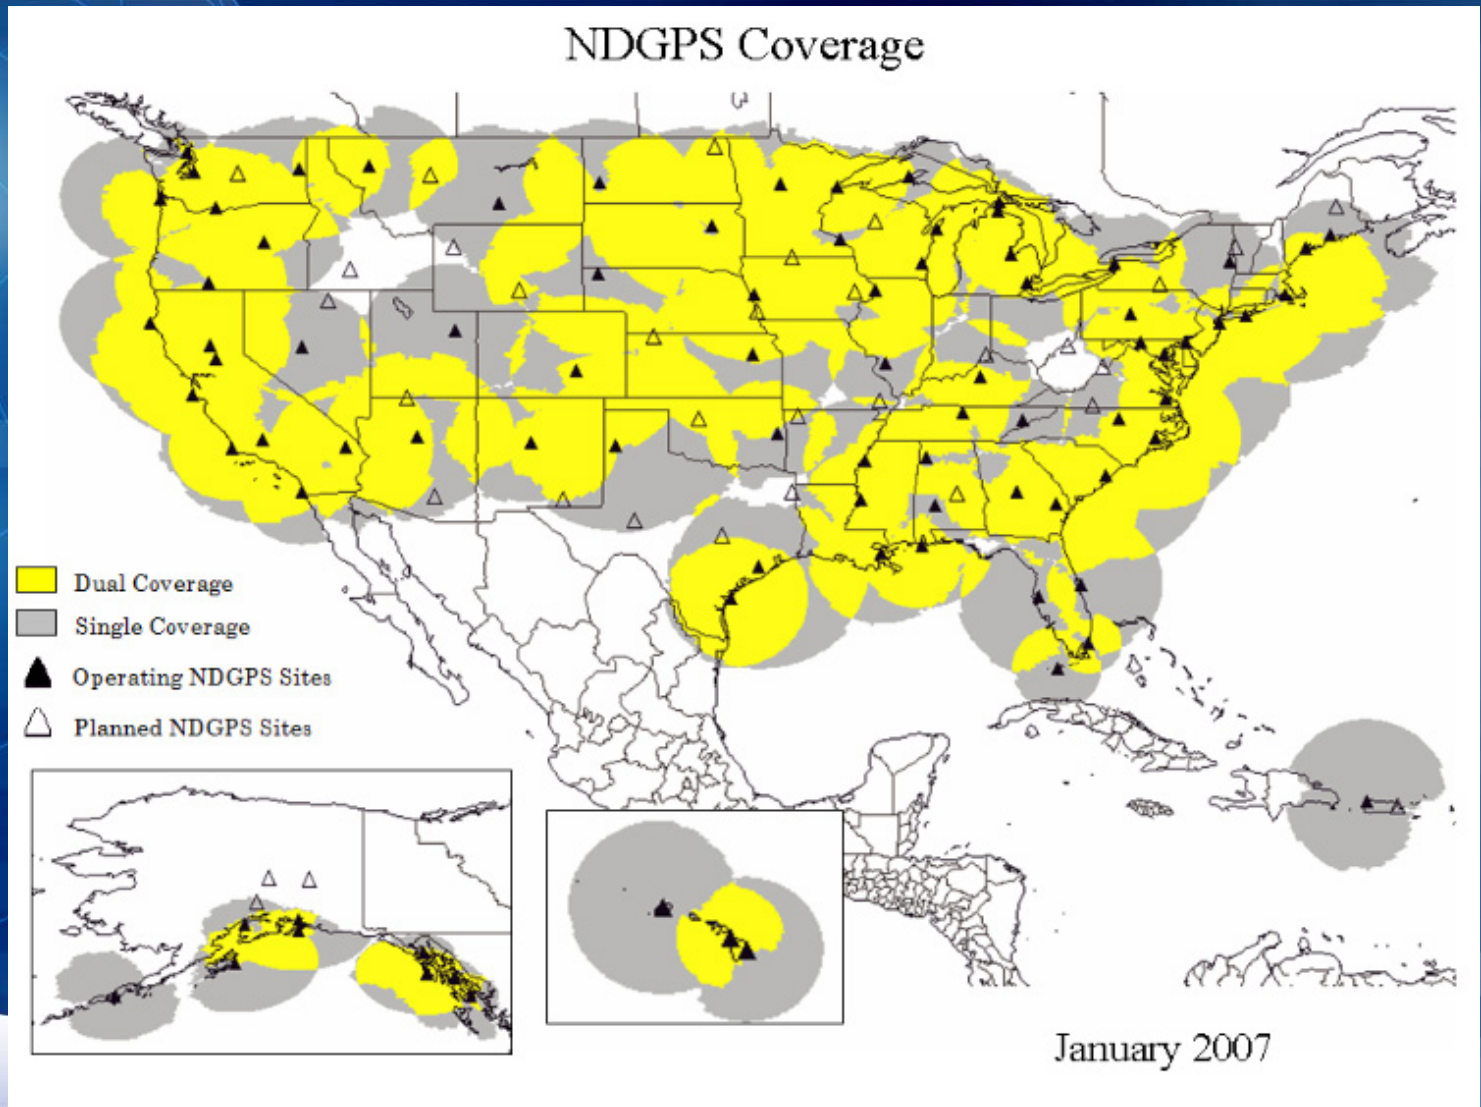 NDGPS Coverage
Dual Coverage
Single Coverage
Operating NDGPS Sites
Planned NDGPS Sites
January 2007